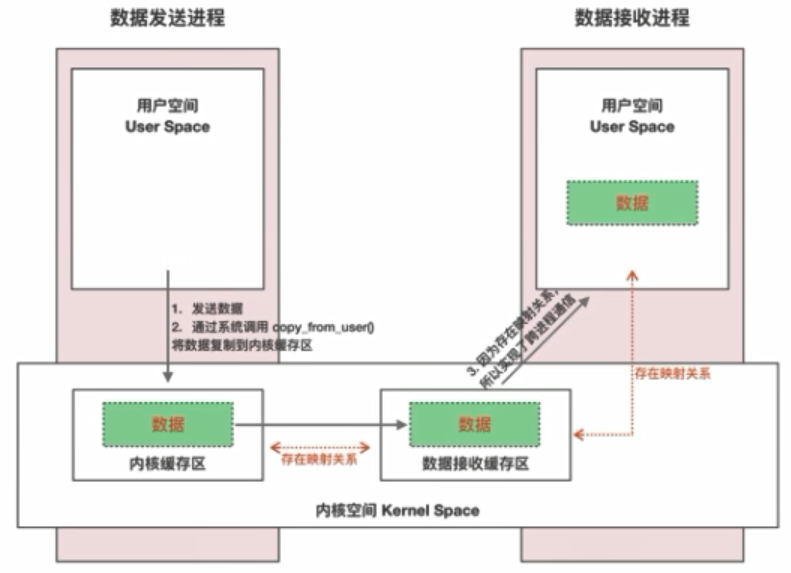 数据发送进程
数据接收进程
用户空间
User Space
用户空间
User Space
数据
1. 发送数据
2. 通过系统调用 copy_from_user()
将数据复制到内核缓存区
3. 因为存在映射关系,
所以实现了跨进程通信
存在映射关系
数据
内核缓存区
存在映射关系
数据
数据接收缓存区
内核空间 Kernel Space